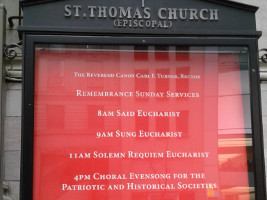 ST. THOMAS CHURCH
(EPISCOPAL)
The Reverend Canon Carl F. Turner, Rector
Remembrance Sunday Services
8am Said Eucharist
9am Sung Eucharist
11am Solemn Requiem Eucharist
4pm Choral Evensong for the
Patriotic and Historical Societies